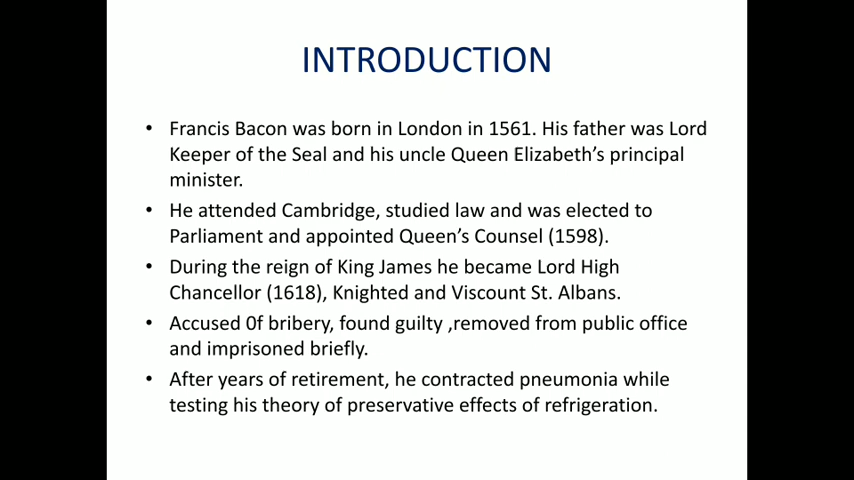 INTRODUCTION
• Francis Bacon was born in London in 1561. His father was Lord
Keeper of the Seal and his uncle Queen Elizabeth's principal
minister.
• He attended Cambridge, studied law and was elected to
Parliament and appointed Queen's Counsel (1598).
• During the reign of King James he became Lord High
Chancellor (1618), Knighted and Viscount St. Albans.
• Accused 0f bribery, found guilty ,removed from public office
and imprisoned briefly.
• After years of retirement, he contracted pneumonia while
testing his theory of preservative effects of refrigeration.